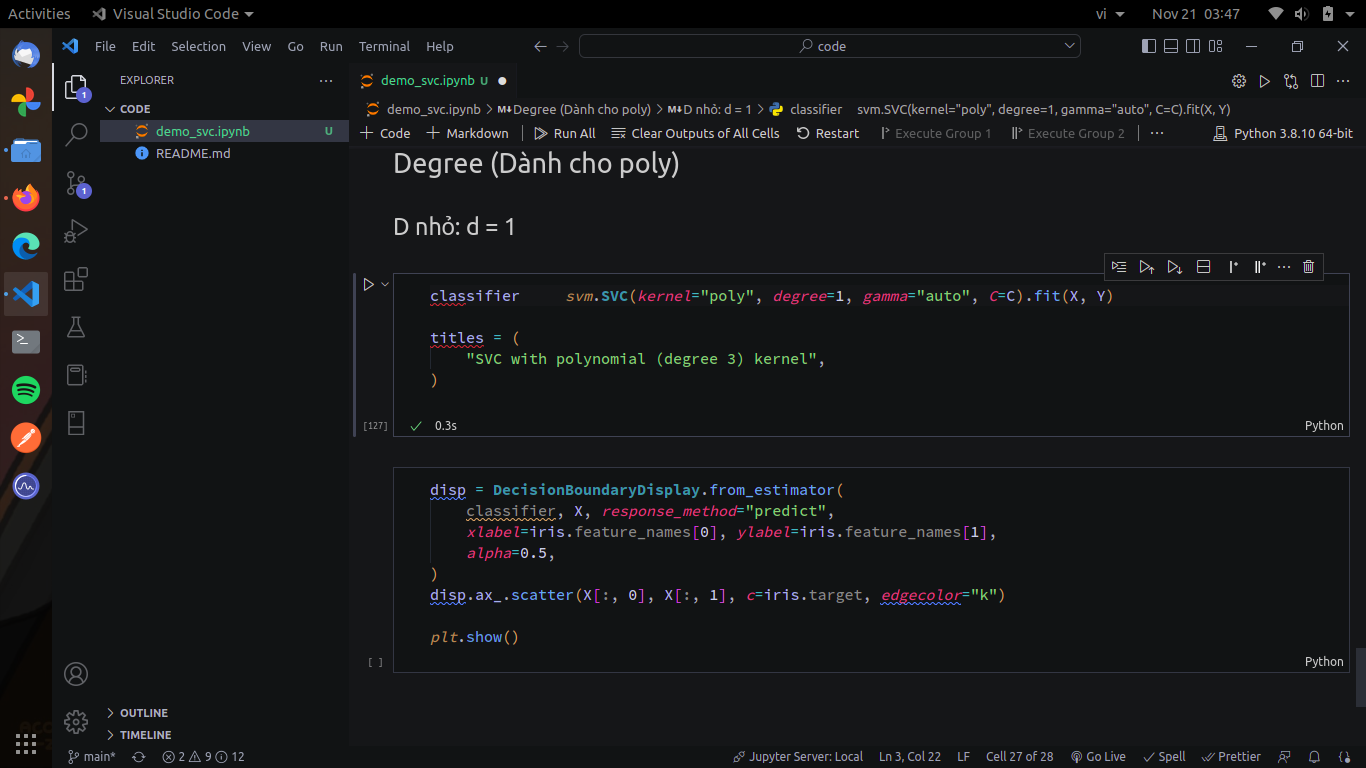 Activities Visual Studio Code vi Nov 21 03:47
File Edit Selection View Go Run Terminal Help code
EXPLORER demo_svc.ipynb U
CODE demo_svc.ipynb > Degree (Dành cho poly) > D nhỏ: d = 1 > classifier svm.SVC(kernel="poly", degree=1, gamma="auto", C=C).fit(X, Y)
demo_svc.ipynb U
README.md
+ Code + Markdown Run All Clear Outputs of All Cells Restart Execute Group 1 Execute Group 2 ... Python 3.8.10 64-bit
Degree (Dành cho poly)
D nhỏ: d = 1
classifier svm.SVC(kernel="poly", degree=1, gamma="auto", C=C).fit(X, Y)
titles = (
"SVC with polynomial (degree 3) kernel",
)
[127] 0.3s Python
disp = DecisionBoundaryDisplay.from_estimator(
classifier, X, response_method="predict",
xlabel=iris.feature_names[0], ylabel=iris.feature_names[1],
alpha=0.5,
)
disp.ax_.scatter(X[:, 0], X[:, 1], c=iris.target, edgecolor="k")
plt.show()
[ ] Python
1
1
OUTLINE
TIMELINE
main* 2 9 12 Jupyter Server: Local Ln 3, Col 22 LF Cell 27 of 28 Go Live Spell Prettier